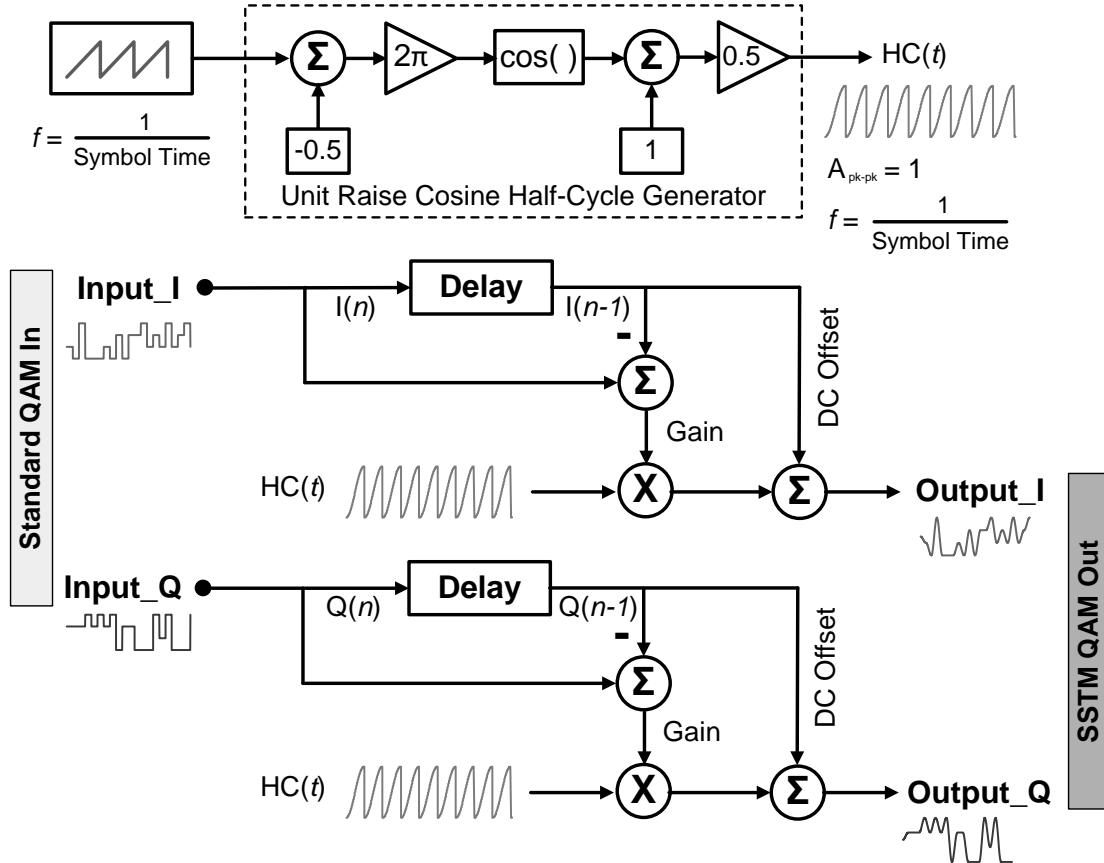 Σ
2π
cos( )
Σ
0.5
HC(t)
f = 1 / Symbol Time
-0.5
1
Unit Raise Cosine Half-Cycle Generator
A pk-pk = 1
f = 1 / Symbol Time
Standard QAM In
Input_I
I(n)
Delay
I(n-1)
-
Σ
DC Offset
Gain
HC(t)
X
Σ
Output_I
Input_Q
Q(n)
Delay
Q(n-1)
-
Σ
DC Offset
Gain
HC(t)
X
Σ
Output_Q
SSTM QAM Out